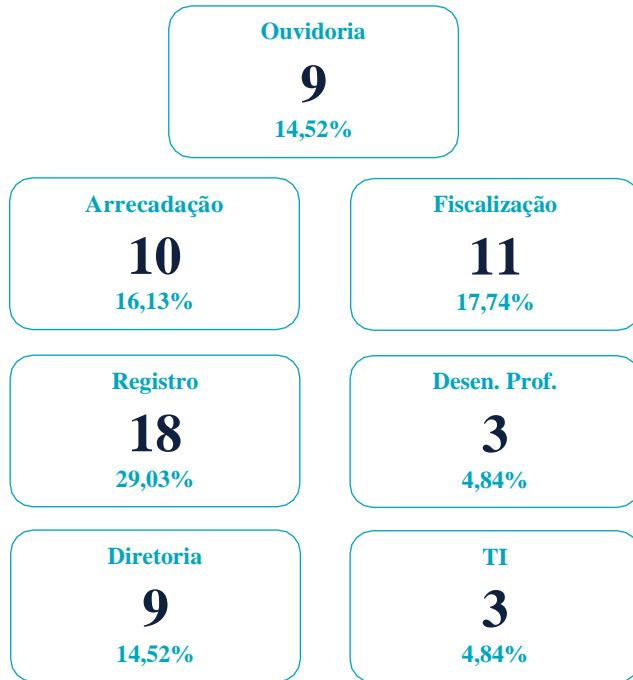 Ouvidoria
9
14,52%
Arrecadação
10
16,13%
Fiscalização
11
17,74%
Registro
18
29,03%
Desen. Prof.
3
4,84%
Diretoria
9
14,52%
TI
3
4,84%